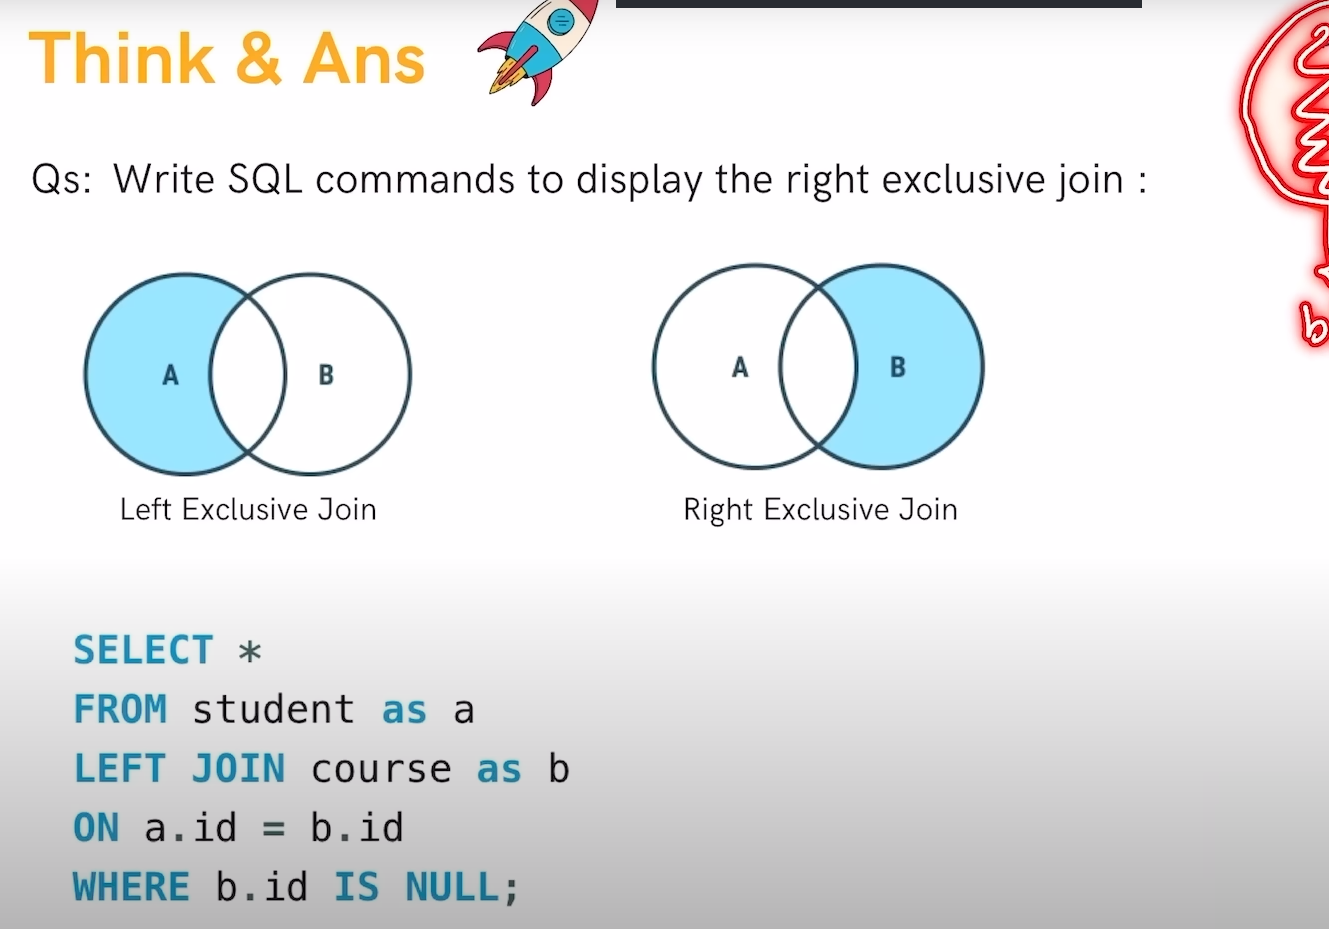 Think & Ans
Qs: Write SQL commands to display the right exclusive join :
A B
A B
Left Exclusive Join
Right Exclusive Join
SELECT *
FROM student as a
LEFT JOIN course as b
ON a.id = b.id
WHERE b.id IS NULL;
b